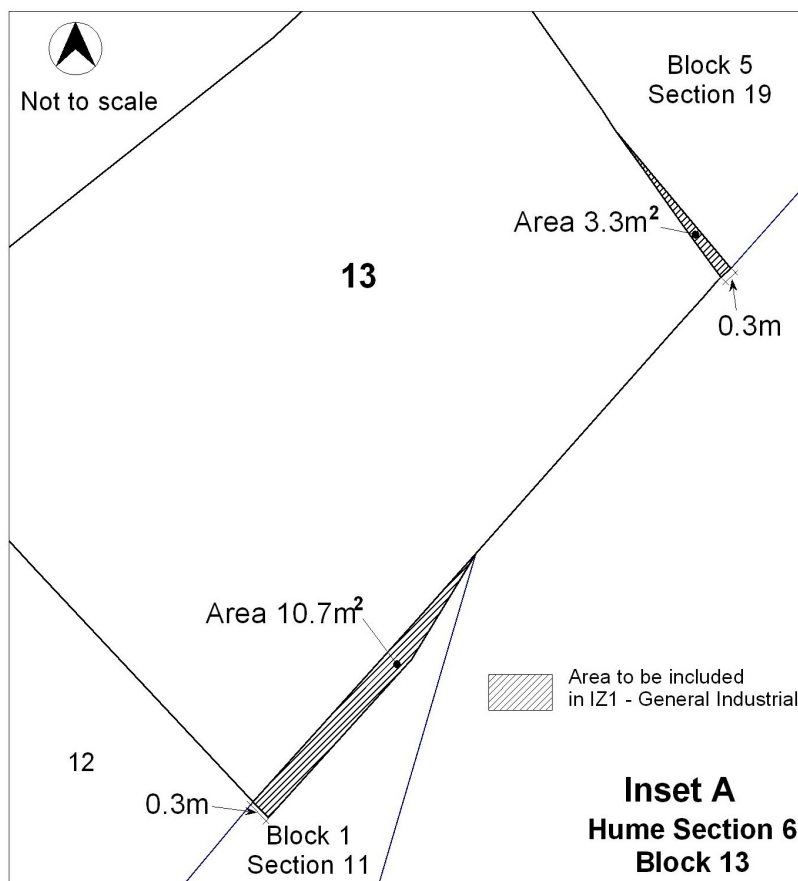 Not to scale
Block 5
Section 19
Area 3.3m²
13
0.3m
Area 10.7m²
Area to be included
in IZ1 - General Industrial
12
0.3m
Block 1
Section 11
Inset A
Hume Section 6
Block 13